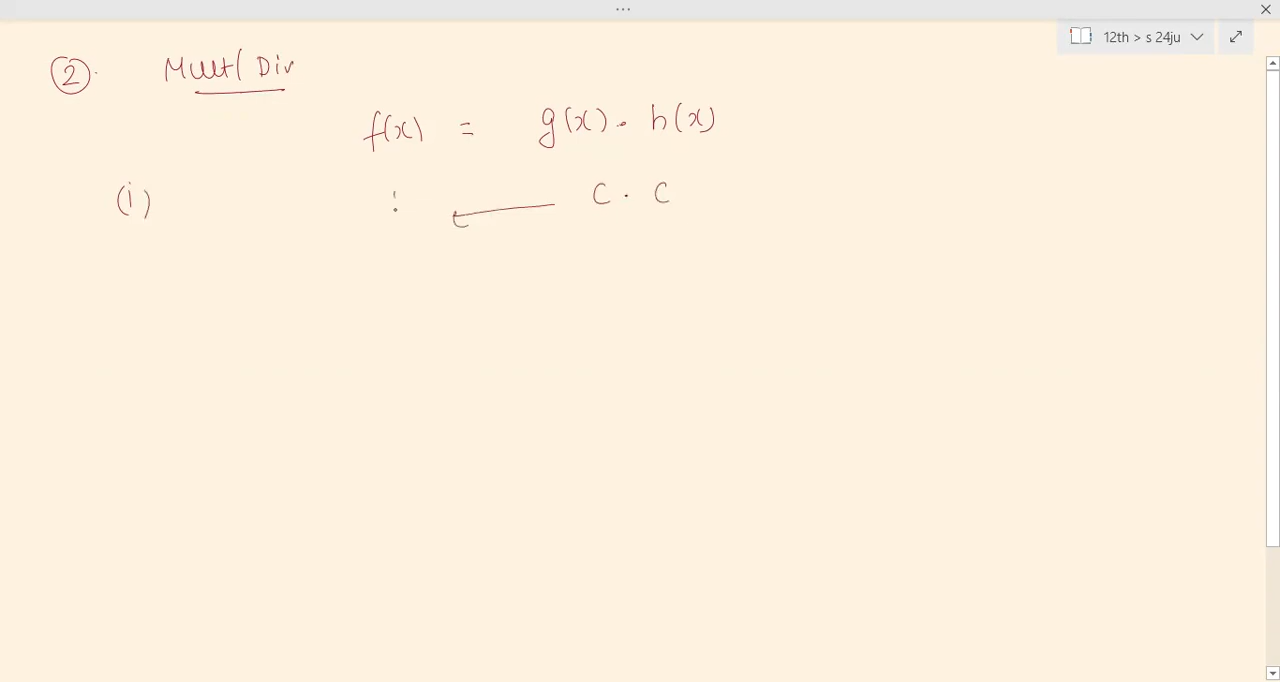 12th > s 24ju
② Mult/Div
f(x) = g(x) · h(x)
(i) : ← C · C